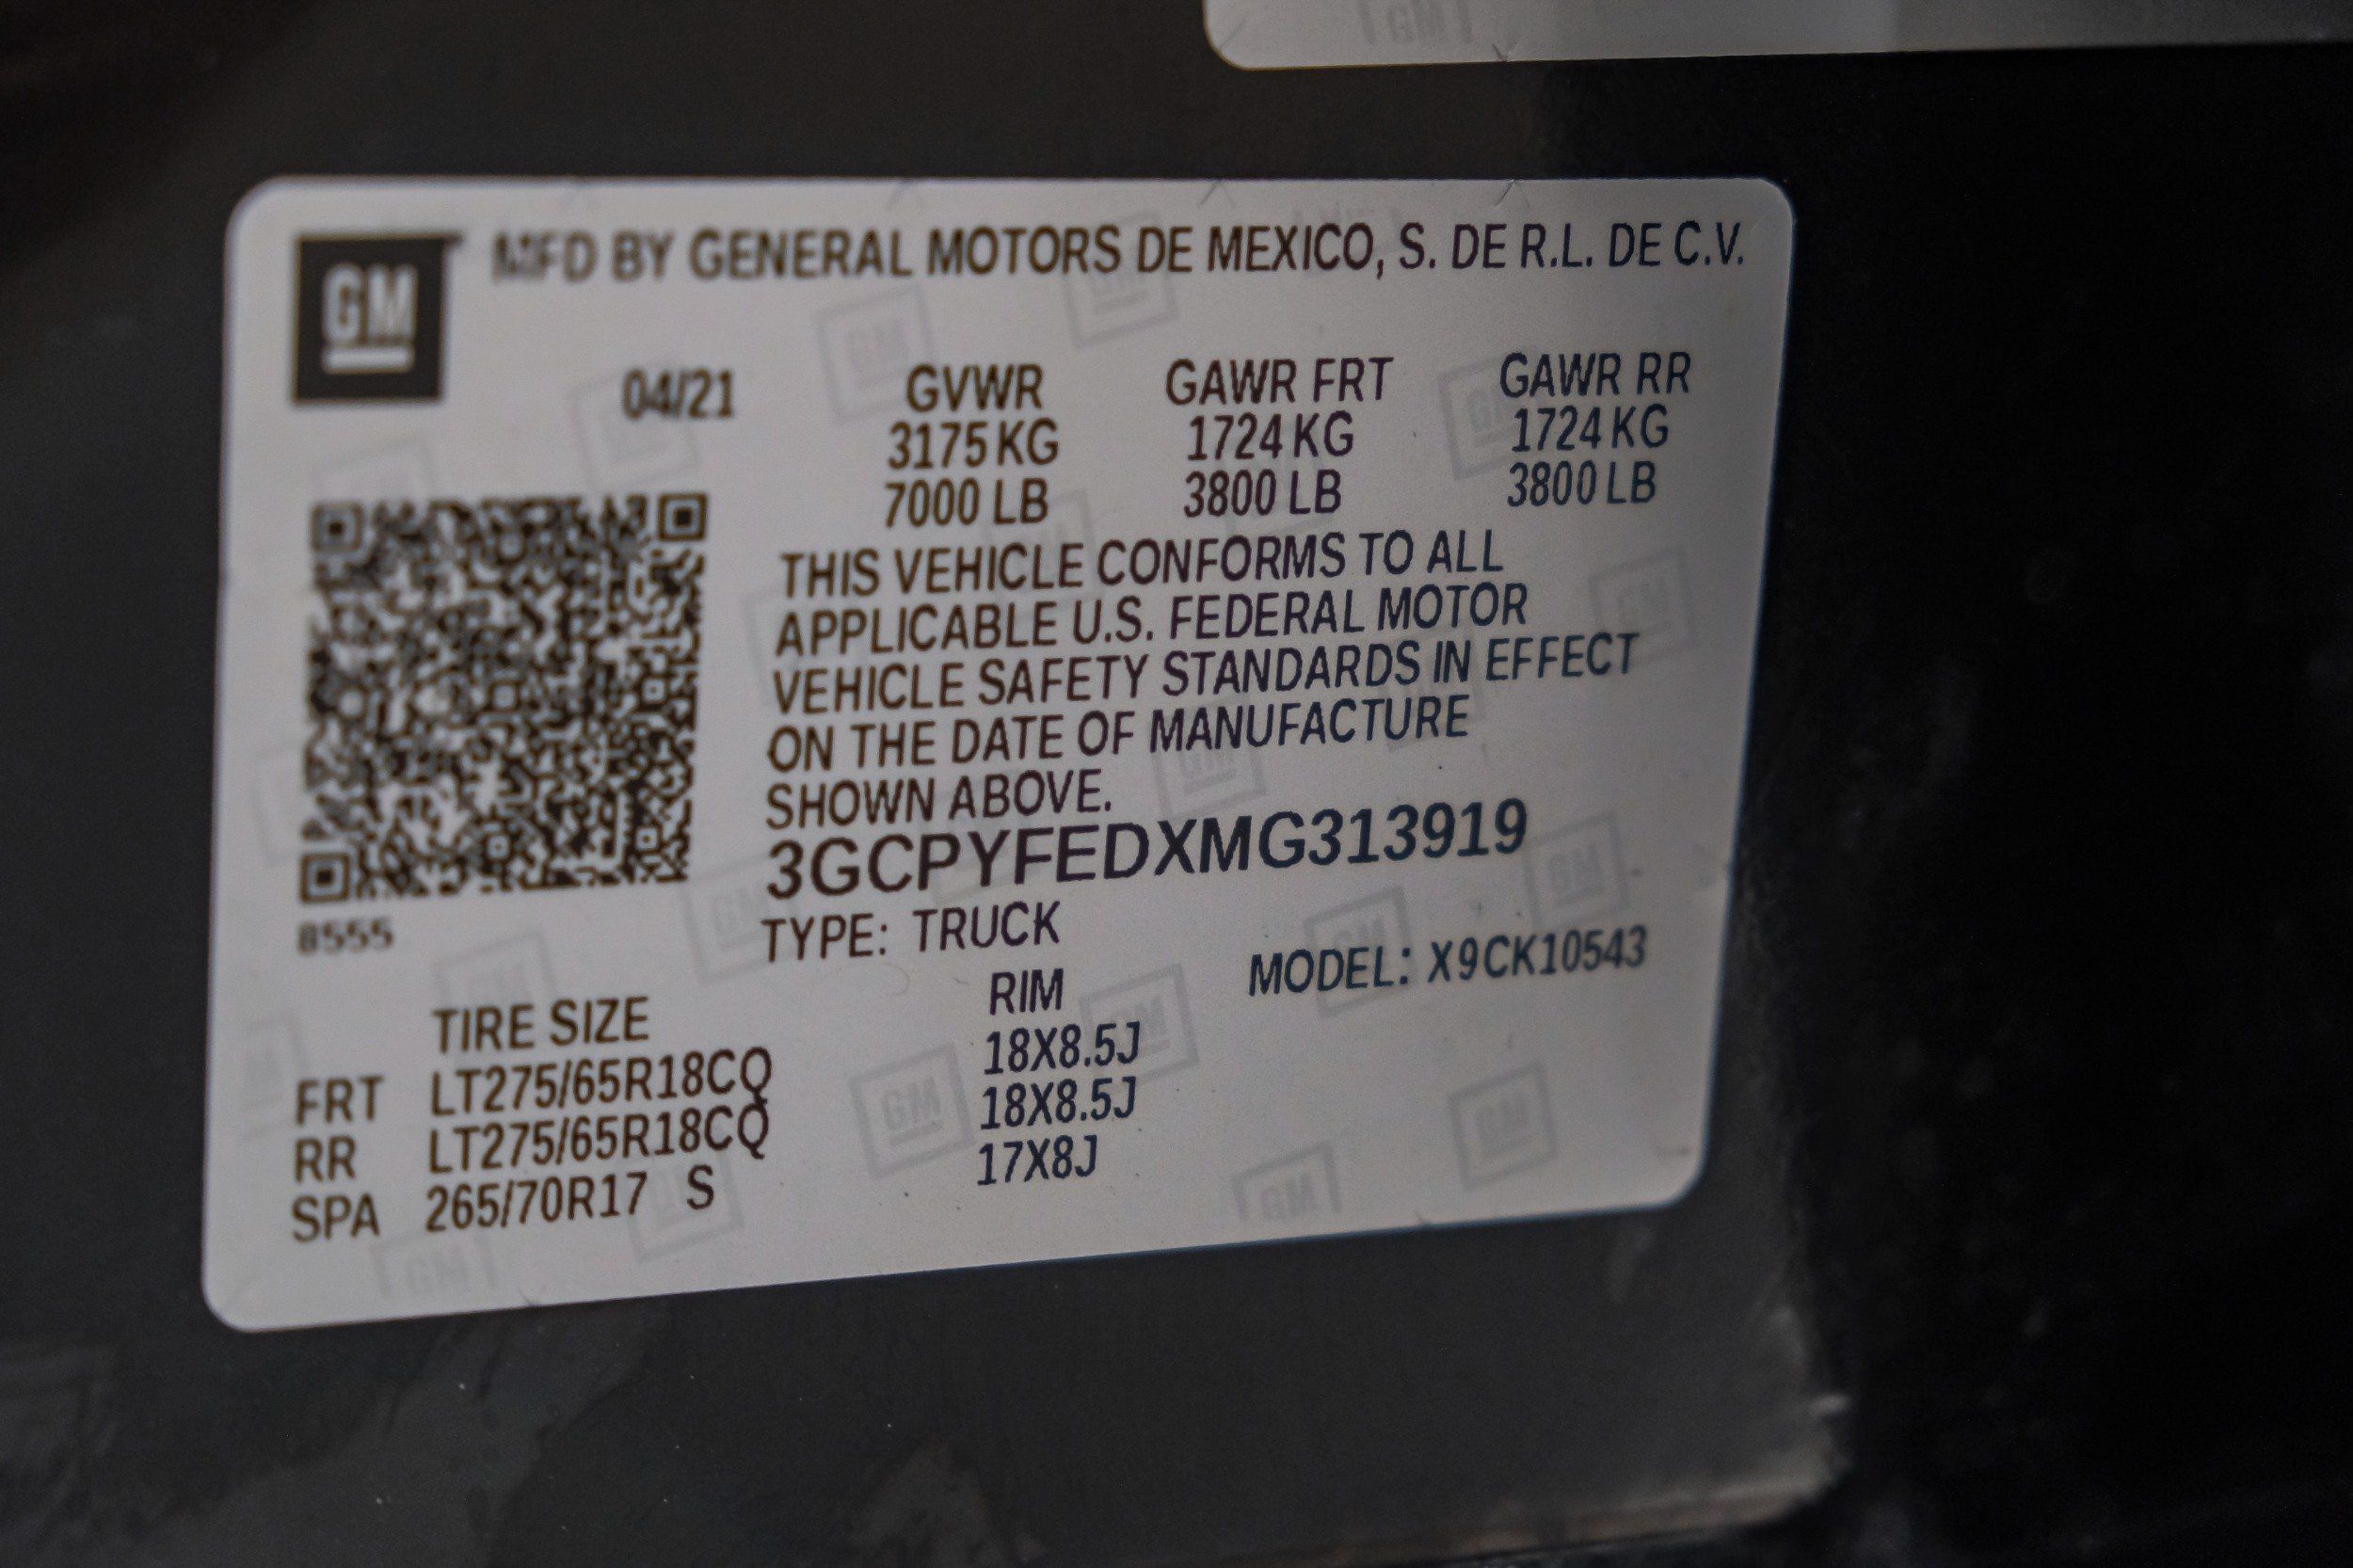 GM
MFD BY GENERAL MOTORS DE MEXICO, S. DE R.L. DE C.V.
04/21 GVWR GAWR FRT GAWR RR
3175 KG 1724 KG 1724 KG
7000 LB 3800 LB 3800 LB
THIS VEHICLE CONFORMS TO ALL
APPLICABLE U.S. FEDERAL MOTOR
VEHICLE SAFETY STANDARDS IN EFFECT
ON THE DATE OF MANUFACTURE
SHOWN ABOVE.
3GCPYFEDXMG313919
8555
TYPE: TRUCK
MODEL: X9CK10543
TIRE SIZE RIM
FRT LT275/65R18CQ 18X8.5J
RR LT275/65R18CQ 18X8.5J
SPA 265/70R17 S 17X8J